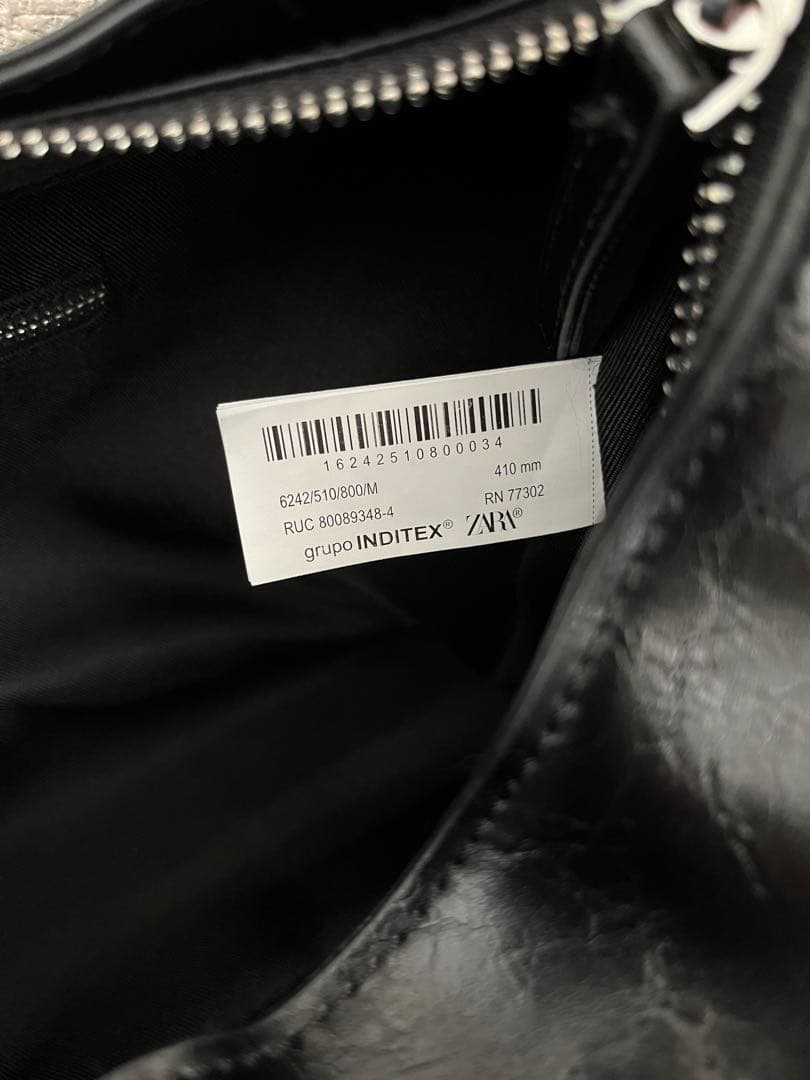 16242510800034
410 mm
6242/510/800/M
RN 77302
RUC 80089348-4
grupo INDITEX® ZARA®